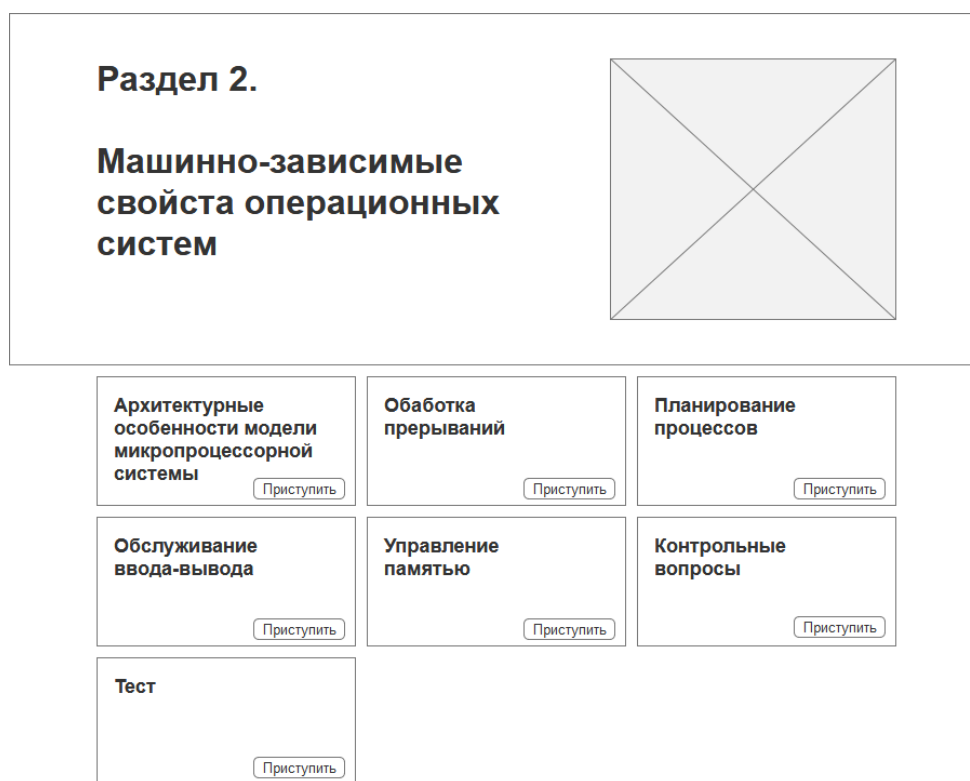 Раздел 2.
Машинно-зависимые
свойста операционных
систем
Архитектурные
особенности модели
микропроцессорной
системы
Приступить
Обаботка
прерываний
Приступить
Планирование
процессов
Приступить
Обслуживание
ввода-вывода
Приступить
Управление
памятью
Приступить
Контрольные
вопросы
Приступить
Тест
Приступить